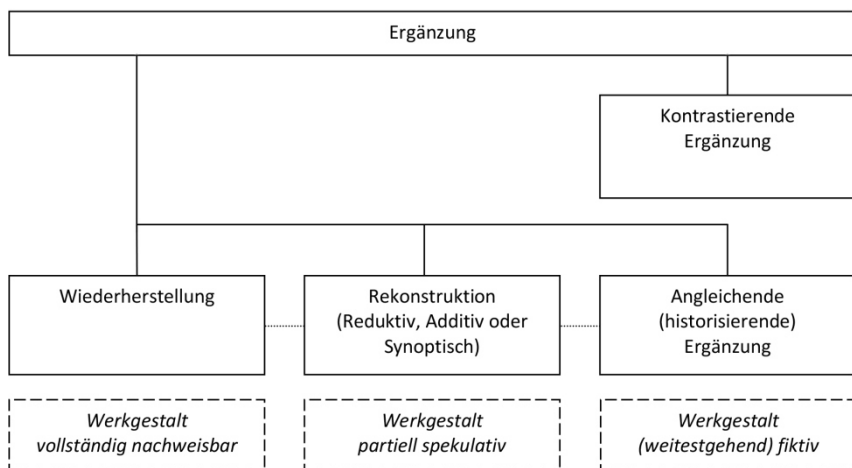 Ergänzung
Kontrastierende
Ergänzung
Wiederherstellung
Rekonstruktion
(Reduktiv, Additiv oder
Synoptisch)
Angleichende
(historisierende)
Ergänzung
Werkgestalt
vollständig nachweisbar
Werkgestalt
partiell spekulativ
Werkgestalt
(weitestgehend) fiktiv